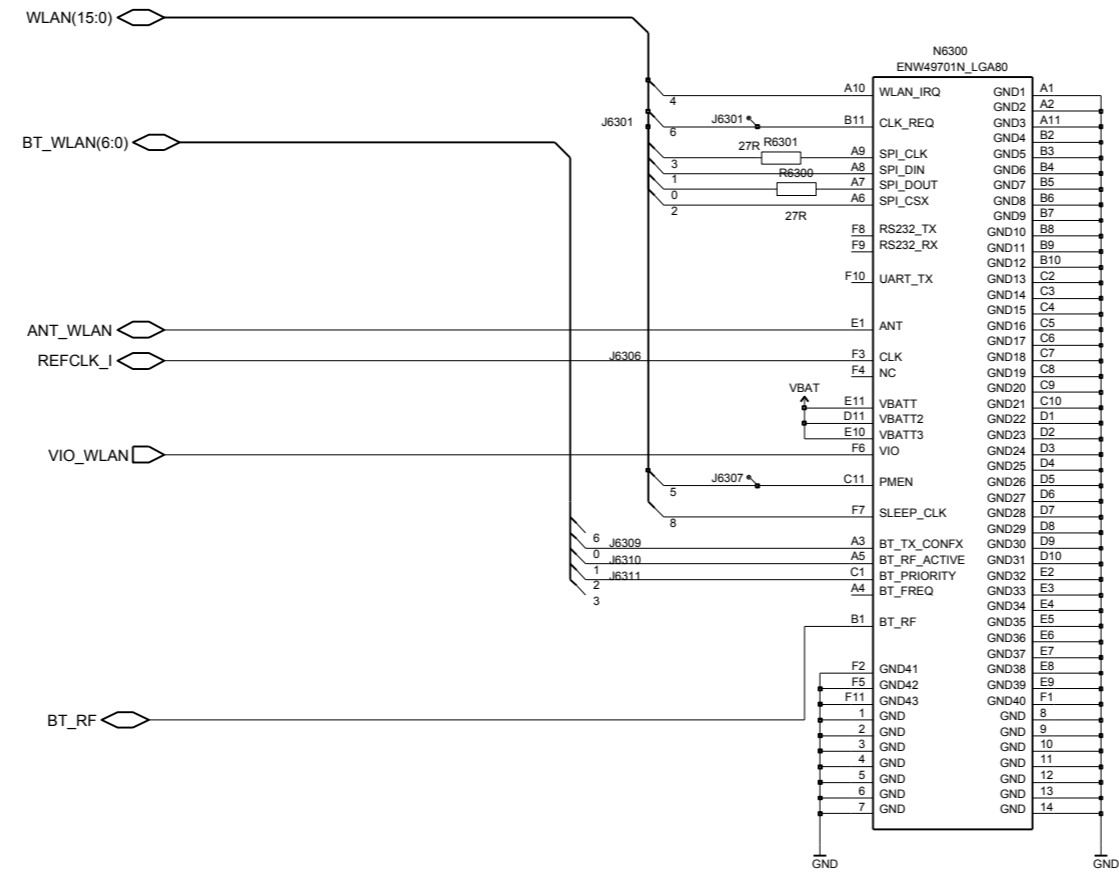 WLAN(15:0)
N6300
ENW49701N_LGA80
A10 WLAN_IRQ GND1 A1
4
GND2 A2
J6301 J6301 B11 CLK_REQ GND3 A11
6
GND4 B2
BT_WLAN(6:0)
27R R6301 A9 SPI_CLK GND5 B3
3
R6300 A8 SPI_DIN GND6 B4
1
A7 SPI_DOUT GND7 B5
0
A6 SPI_CSX GND8 B6
2
27R
GND9 B7
F8 RS232_TX GND10 B8
F9 RS232_RX GND11 B9
GND12 B10
F10 UART_TX GND13 C2
GND14 C3
GND15 C4
ANT_WLAN E1 ANT GND16 C5
GND17 C6
REFCLK_I J6306 F3 CLK GND18 C7
F4 NC GND19 C8
VBAT
GND20 C9
E11 VBATT GND21 C10
D11 VBATT2 GND22 D1
E10 VBATT3 GND23 D2
VIO_WLAN F6 VIO GND24 D3
GND25 D4
J6307 C11 PMEN GND26 D5
5
GND27 D6
F7 SLEEP_CLK GND28 D7
8
GND29 D8
6 J6309 A3 BT_TX_CONFX GND30 D9
0 J6310 A5 BT_RF_ACTIVE GND31 D10
1 J6311 C1 BT_PRIORITY GND32 E2
2
A4 BT_FREQ GND33 E3
3
GND34 E4
B1 BT_RF GND35 E5
GND36 E6
GND37 E7
F2 GND41 GND38 E8
F5 GND42 GND39 E9
F11 GND43 GND40 F1
BT_RF
1 GND GND 8
2 GND GND 9
3 GND GND 10
4 GND GND 11
5 GND GND 12
6 GND GND 13
7 GND GND 14
GND GND